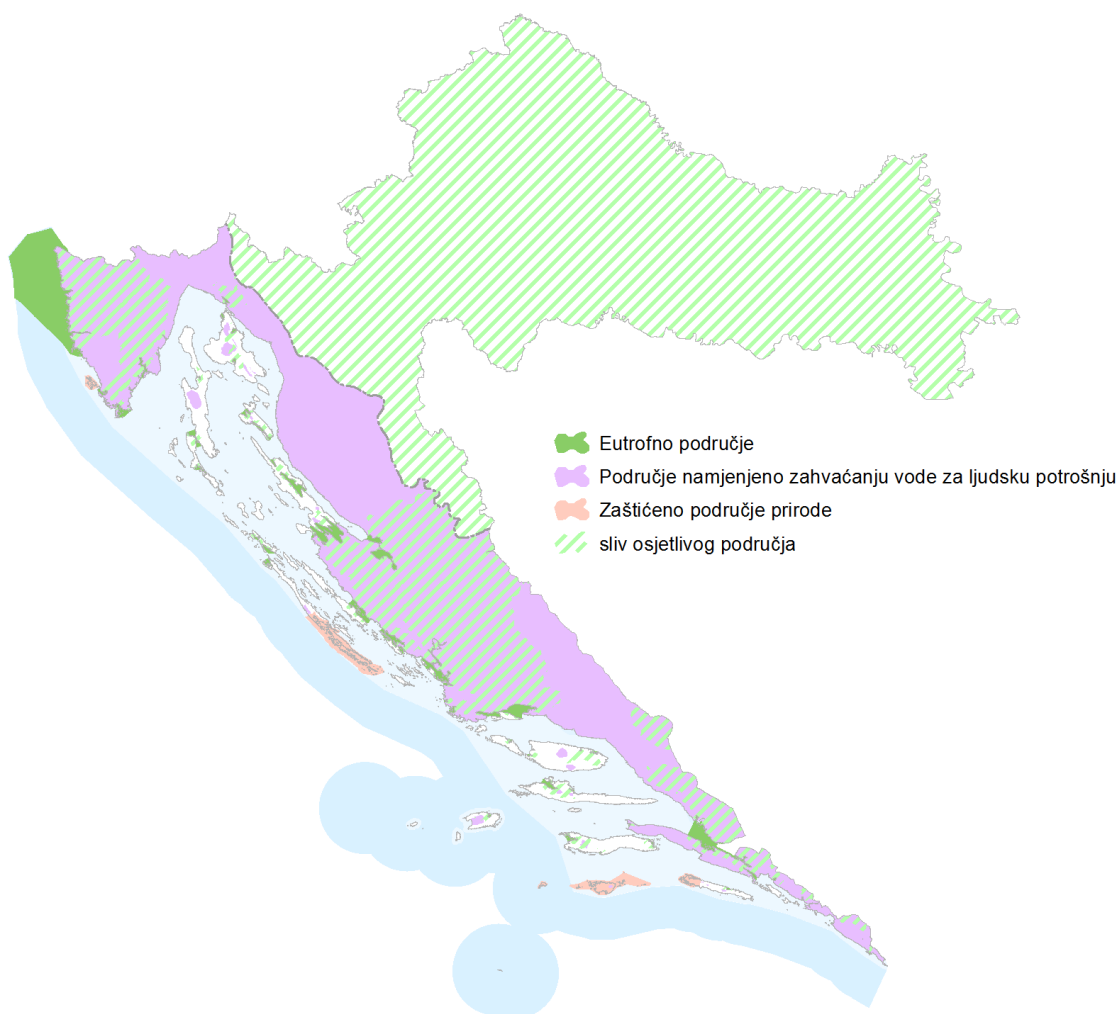 Eutrofno područje
Područje namjenjeno zahvaćanju vode za ljudsku potrošnju
Zaštićeno područje prirode
sliv osjetlivog područja